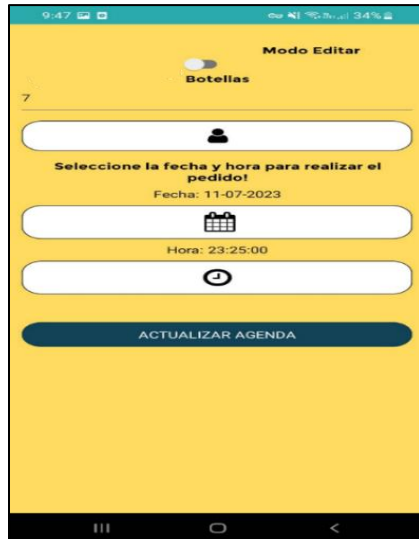 9:47 34%
Modo Editar
Botellas
7
Seleccione la fecha y hora para realizar el
pedido!
Fecha: 11-07-2023
Hora: 23:25:00
ACTUALIZAR AGENDA